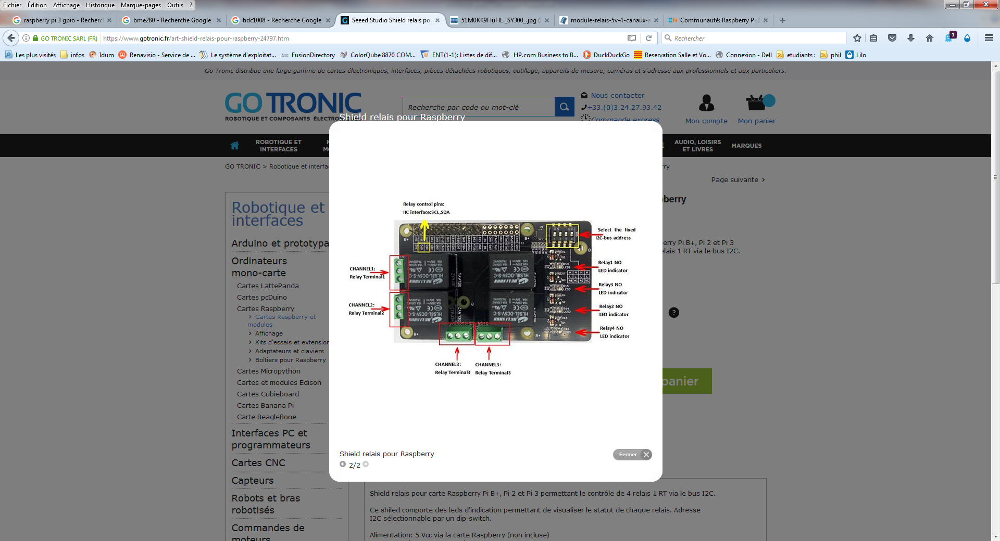 Fichier Édition Affichage Historique Marque-pages Outils ?
raspberry pi 3 gpio - Recherc
bme280 - Recherche Google
hdc1008 - Recherche Google
Seeed Studio Shield relais po
51M0KK9HuHL._SY300_.jpg (
module-relais-5v-4-canaux-a
Communauté: Raspberry Pi 3
GO TRONIC SARL (FR)
https://www.gotronic.fr/art-shield-relais-pour-raspberry-24797.htm
Rechercher
1
Les plus visités
infos
Idum
Renavisio - Service de ...
Le système d'exploitat...
FusionDirectory
ColorQube 8870 COM...
ENT(1-1): Listes de dif...
HP.com Business to B...
DuckDuckGo
Reservation Salle et Vo...
Connexion - Dell
etudiants :
phil
Lilo
Go Tronic distribue une large gamme de cartes électroniques, interfaces, pièces détachées robotiques, outillage, appareils de mesure, caméras et s'adresse aux professionnels et aux particuliers.
GO TRONIC
ROBOTIQUE ET COMPOSANTS ÉLECTRO
Recherche par code ou mot-clé
Nous contacter
+33.(0)3.24.27.93.42
Commande express
Mon compte
Mon panier
Shield relais pour Raspberry
ROBOTIQUE ET
INTERFACES
AUDIO, LOISIRS
ET LIVRES
MARQUES
GO TRONIC > Robotique et interfa
ry
Page suivante >
Robotique et
interfaces
Arduino et prototypa
Ordinateurs
mono-carte
Cartes LattePanda
Cartes pcDuino
Cartes Raspberry
> Cartes Raspberry et
modules
> Affichage
> Kits d'essais et extension
> Adaptateurs et claviers
> Boîtiers pour Raspberry
Cartes Micropython
Cartes et modules Edison
Cartes Cubieboard
Cartes Banana Pi
Carte BeagleBone
Interfaces PC et
programmateurs
Cartes CNC
Capteurs
Robots et bras
robotisés
Commandes de
moteurs
Relay control pins:
IIC interface:SCL,SDA
Select the fixed
I2C-bus address
CHANNEL1:
Relay Terminal1
CHANNEL2:
Relay Terminal2
Relay1 NO
LED indicator
Relay3 NO
LED indicator
Relay2 NO
LED indicator
Relay4 NO
LED indicator
CHANNEL3:
Relay Terminal3
CHANNEL3:
Relay Terminal3
HLS8L-DC5V-S-C
HLS8L-DC5V-S-C
HLS8L-DC5V-S-C
HLS8L-DC5V-S-C
RELAY1
B+
B+
B+
B+
Shield relais pour Raspberry
2/2
Fermer
berry
erry Pi B+, Pi 2 et Pi 3
elais 1 RT via le bus I2C.
?
panier
Shield relais pour carte Raspberry Pi B+, Pi 2 et Pi 3 permettant le contrôle de 4 relais 1 RT via le bus I2C.
Ce shiled comporte des leds d'indication permettant de visualiser le statut de chaque relais. Adresse
I2C sélectionnable par un dip-switch.
Alimentation: 5 Vcc via la carte Raspberry (non incluse)